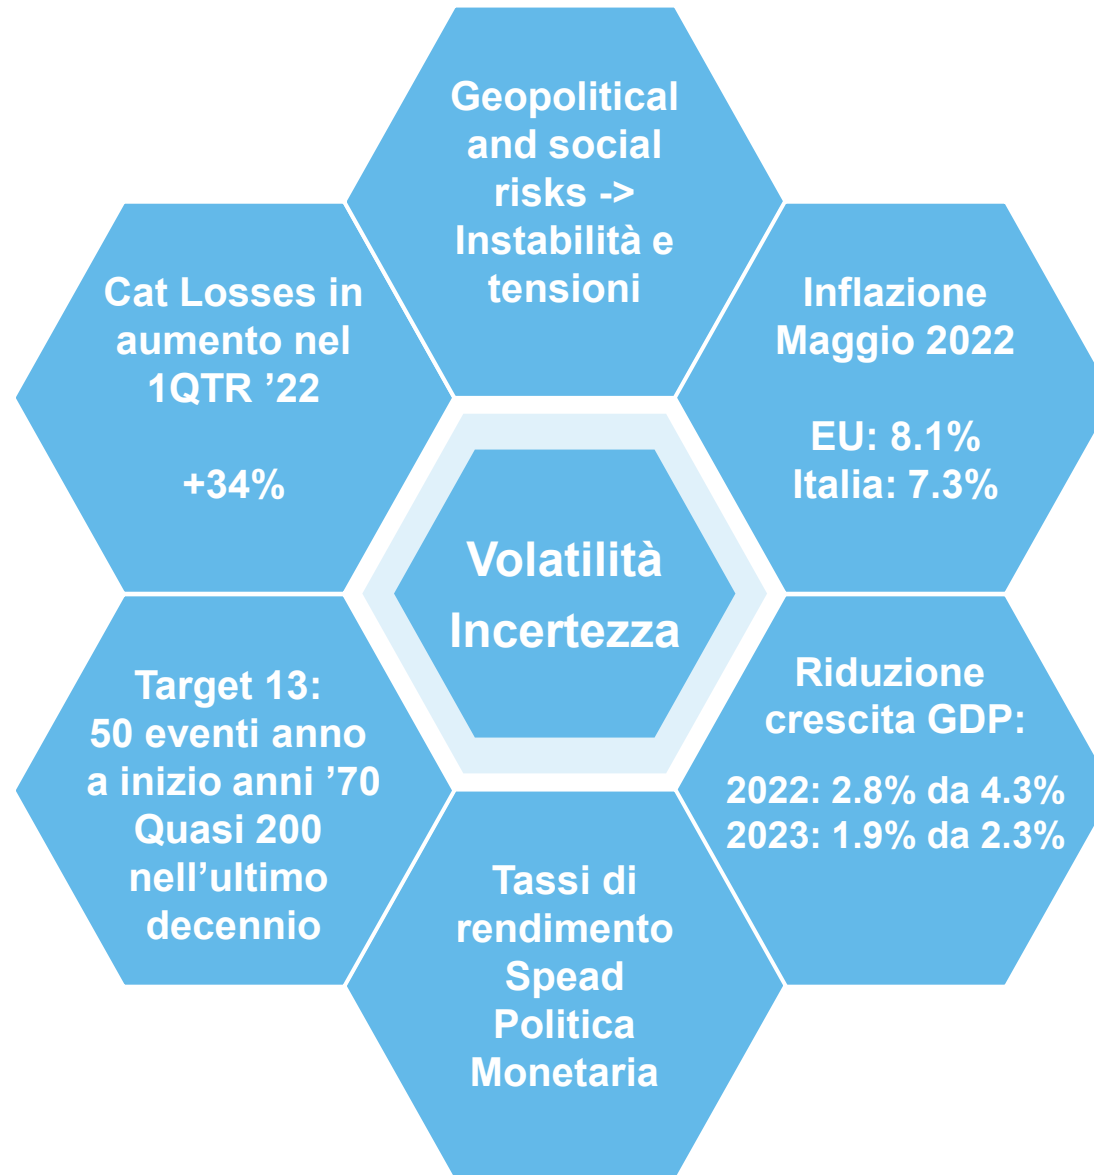 Geopolitical
and social
risks ->
Instabilità e
tensioni
Cat Losses in
aumento nel
1QTR ’22
+34%
Inflazione
Maggio 2022
EU: 8.1%
Italia: 7.3%
Volatilità
Incertezza
Target 13:
50 eventi anno
a inizio anni ’70
Quasi 200
nell’ultimo
decennio
Riduzione
crescita GDP:
2022: 2.8% da 4.3%
2023: 1.9% da 2.3%
Tassi di
rendimento
Spead
Politica
Monetaria